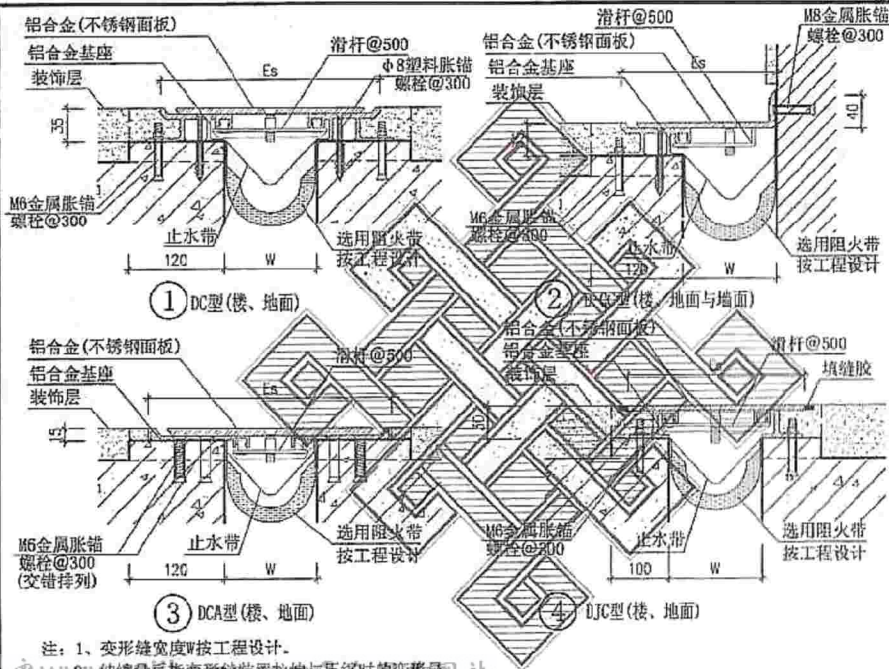 铝合金(不锈钢面板)
铝合金基座
装饰层
滑杆@500
Φ8塑料胀锚
螺栓@300
Es
35
M6金属胀锚
螺栓@300
止水带
选用阻火带
按工程设计
120
W
① DC型(楼、地面)
滑杆@500
M8金属胀锚
螺栓@300
铝合金(不锈钢面板)
铝合金基座
装饰层
Es
W
40
M6金属胀锚
螺栓@300
止水带
选用阻火带
按工程设计
120
W
② 型(楼、地面与墙面)
铝合金(不锈钢面板)
铝合金基座
装饰层
滑杆@500
Es
15
M6金属胀锚
螺栓@300
(交错排列)
止水带
选用阻火带
按工程设计
120
W
③ DCA型(楼、地面)
铝合金(不锈钢面板)
铝合金基座
装饰层
滑杆@500
Es
填缝胶
50
M6金属胀锚
螺栓@300
止水带
选用阻火带
按工程设计
100
W
④ DJC型(楼、地面)
注: 1、变形缝宽度W按工程设计。